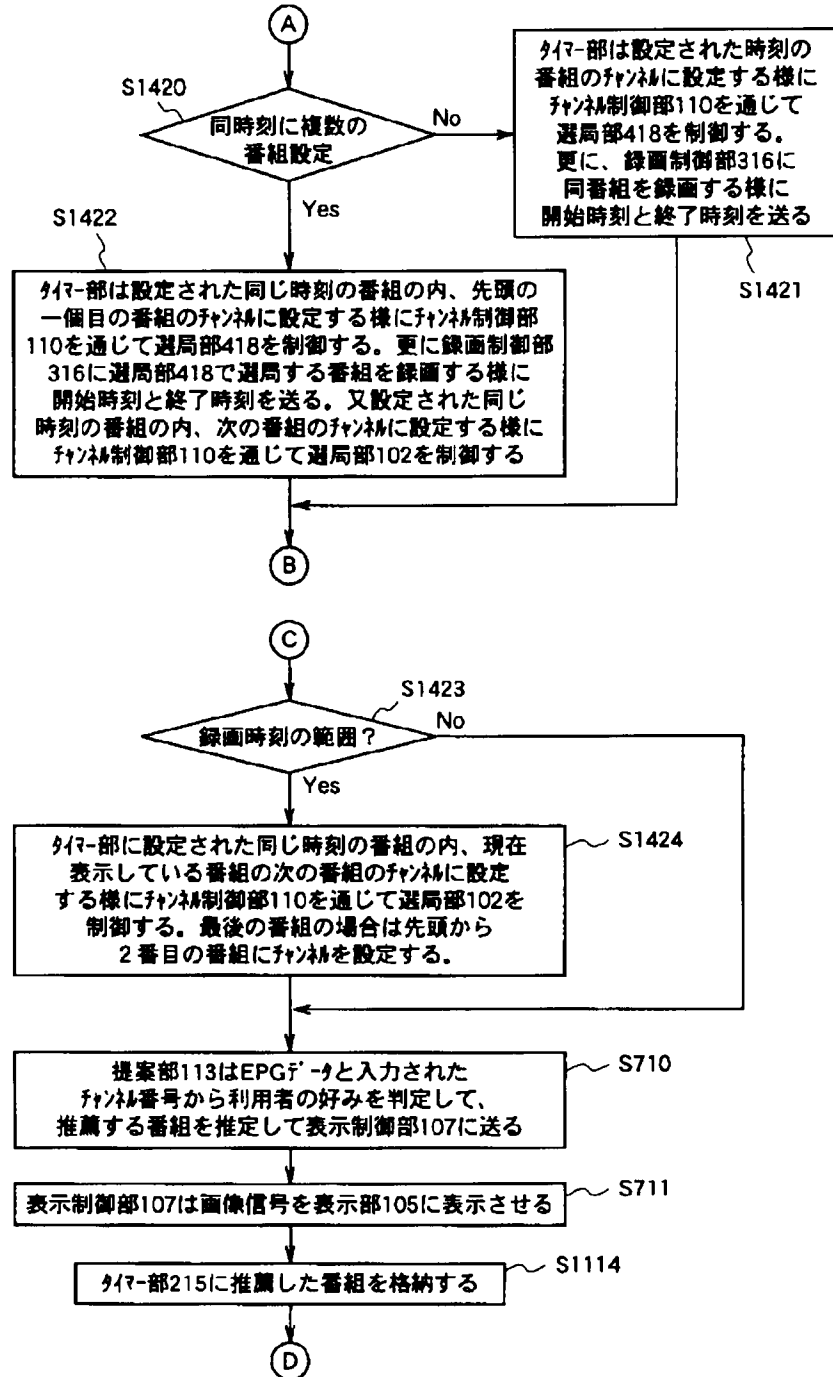 A
S1420
同時刻に複数の
番組設定
No
Yes
タイマー部は設定された時刻の
番組のチャンネルに設定する様に
チャンネル制御部110を通じて
選局部418を制御する。
更に、録画制御部316に
同番組を録画する様に
開始時刻と終了時刻を送る
S1421
S1422
タイマー部は設定された同じ時刻の番組の内、先頭の
一個目の番組のチャンネルに設定する様にチャンネル制御部
110を通じて選局部418を制御する。更に録画制御部
316に選局部418で選局する番組を録画する様に
開始時刻と終了時刻を送る。又設定された同じ
時刻の番組の内、次の番組のチャンネルに設定する様に
チャンネル制御部110を通じて選局部102を制御する
B
C
S1423
録画時刻の範囲？
No
Yes
タイマー部に設定された同じ時刻の番組の内、現在
表示している番組の次の番組のチャンネルに設定
する様にチャンネル制御部110を通じて選局部102を
制御する。最後の番組の場合は先頭から
２番目の番組にチャンネルを設定する。
S1424
提案部113はEPGデータと入力された
チャンネル番号から利用者の好みを判定して、
推薦する番組を推定して表示制御部107に送る
S710
表示制御部107は画像信号を表示部105に表示させる
S711
タイマー部215に推薦した番組を格納する
S1114
D